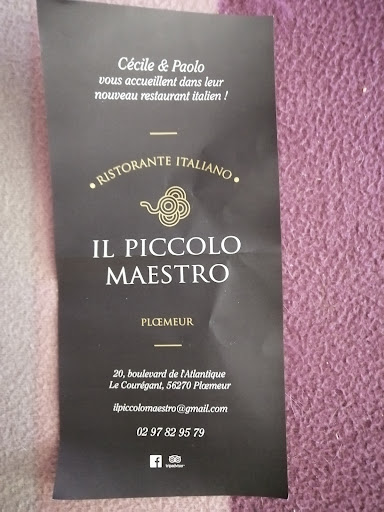 Cécile & Paolo
vous accueillent dans leur
nouveau restaurant italien !
• RISTORANTE ITALIANO •
IL PICCOLO
MAESTRO
PLŒMEUR
20, boulevard de l'Atlantique
Le Courégant, 56270 Plœmeur
ilpiccolomaestro@gmail.com
02 97 82 95 79
tripadvisor